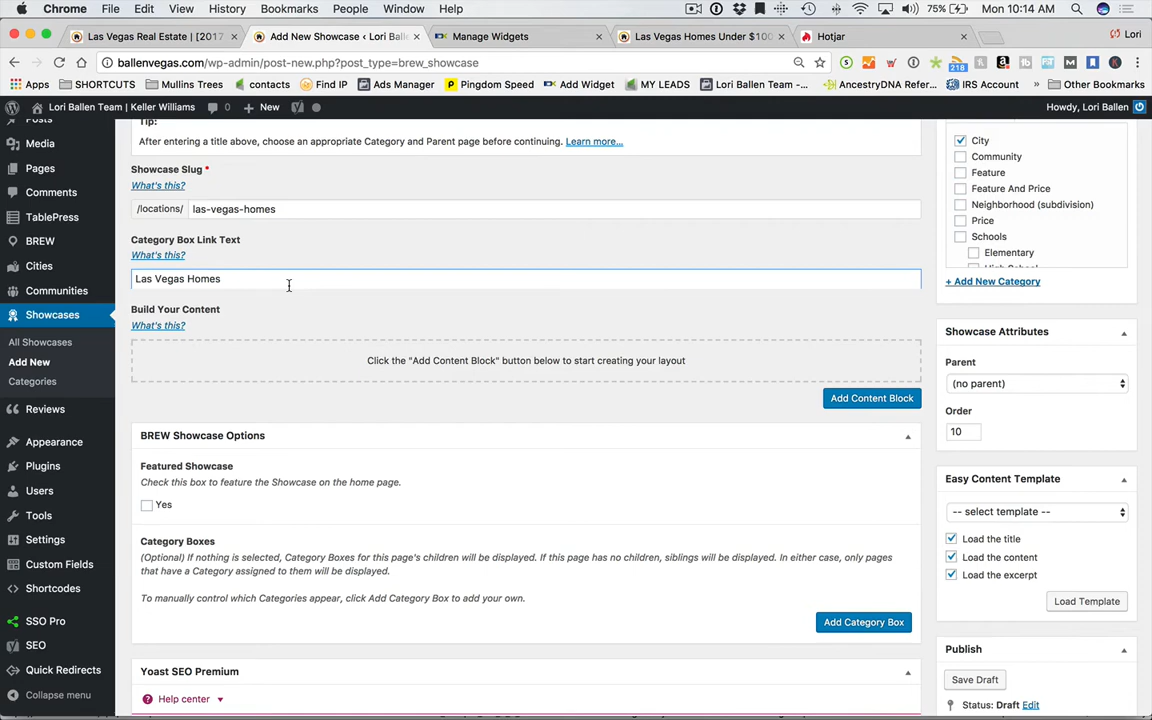 Chrome File Edit View History Bookmarks People Window Help 75% Mon 10:14 AM
Las Vegas Real Estate | [2017 Add New Showcase ‹ Lori Ballen Manage Widgets Las Vegas Homes Under $100 Hotjar Lori
ballenvegas.com/wp-admin/post-new.php?post_type=brew_showcase 218
Apps SHORTCUTS Mullins Trees contacts Find IP Ads Manager Pingdom Speed Add Widget MY LEADS Lori Ballen Team -... AncestryDNA Refer... IRS Account » Other Bookmarks
Lori Ballen Team | Keller Williams 0 + New Howdy, Lori Ballen
Posts
Media
Pages
Comments
TablePress
BREW
Cities
Communities
Showcases
All Showcases
Add New
Categories
Reviews
Appearance
Plugins
Users
Tools
Settings
Custom Fields
Shortcodes
SSO Pro
SEO
Quick Redirects
Collapse menu
Tip:
After entering a title above, choose an appropriate Category and Parent page before continuing. Learn more...
Showcase Slug *
What's this?
/locations/ las-vegas-homes
Category Box Link Text
What's this?
Las Vegas Homes
Build Your Content
What's this?
Click the "Add Content Block" button below to start creating your layout
Add Content Block
BREW Showcase Options
Featured Showcase
Check this box to feature the Showcase on the home page.
Yes
Category Boxes
(Optional) If nothing is selected, Category Boxes for this page's children will be displayed. If this page has no children, siblings will be displayed. In either case, only pages
that have a Category assigned to them will be displayed.
To manually control which Categories appear, click Add Category Box to add your own.
Add Category Box
Yoast SEO Premium
Help center
City
Community
Feature
Feature And Price
Neighborhood (subdivision)
Price
Schools
Elementary
High School
+ Add New Category
Showcase Attributes
Parent
(no parent)
Order
10
Easy Content Template
-- select template --
Load the title
Load the content
Load the excerpt
Load Template
Publish
Save Draft
Status: Draft Edit